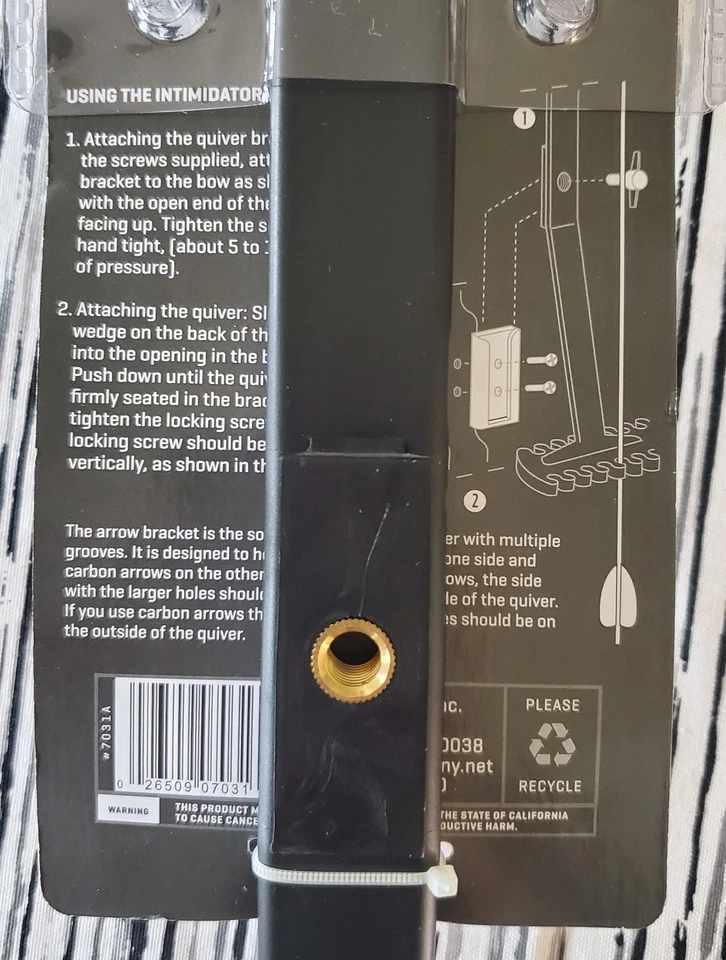 USING THE INTIMIDATOR
1. Attaching the quiver br
the screws supplied, att
bracket to the bow as sh
with the open end of the
facing up. Tighten the s
hand tight, (about 5 to 1
of pressure).
2. Attaching the quiver: Sl
wedge on the back of th
into the opening in the b
Push down until the quiv
firmly seated in the brac
tighten the locking screw
locking screw should be
vertically, as shown in th
The arrow bracket is the so
grooves. It is designed to ho
carbon arrows on the other
with the larger holes should
If you use carbon arrows th
the outside of the quiver.
1
2
er with multiple
one side and
ows, the side
le of the quiver.
es should be on
#7031A
0 26509 07031
nc.
0038
ny.net
)
PLEASE
RECYCLE
WARNING
THIS PRODUCT M
TO CAUSE CANCE
THE STATE OF CALIFORNIA
DUCTIVE HARM.